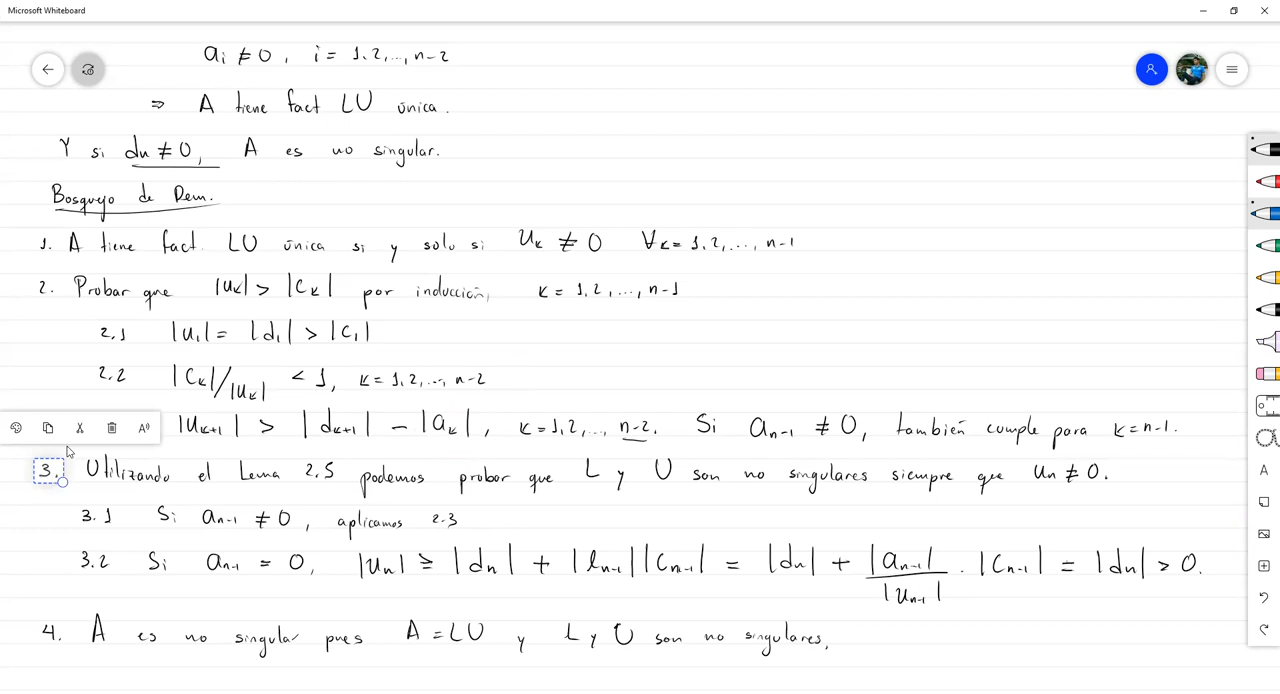 Microsoft Whiteboard
ai ≠ 0, i = 1,2,...,n-2
⇒ A tiene fact LU única.
Y si dn ≠ 0, A es no singular.
Bosquejo de Dem.
1. A tiene fact. LU única si y solo si Uk ≠ 0 ∀k = 1,2,...,n-1
2. Probar que |uk| > |ck| por inducción, k = 1,2,...,n-1
2.1 |u1| = |d1| > |c1|
2.2 |ck|/|uk| < 1, k = 1,2,...,n-2
|uk+1| > |dk+1| - |ak|, k = 1,2,...,n-2. Si an-1 ≠ 0, también cumple para k = n-1.
3. Utilizando el Lema 2.5 podemos probar que L y U son no singulares siempre que un ≠ 0.
3.1 Si an-1 ≠ 0, aplicamos 2.3
3.2 Si an-1 = 0, |un| ≥ |dn| + |ln-1||cn-1| = |dn| + |an-1|/|un-1| · |cn-1| = |dn| > 0.
4. A es no singular pues A = LU y L y U son no singulares,